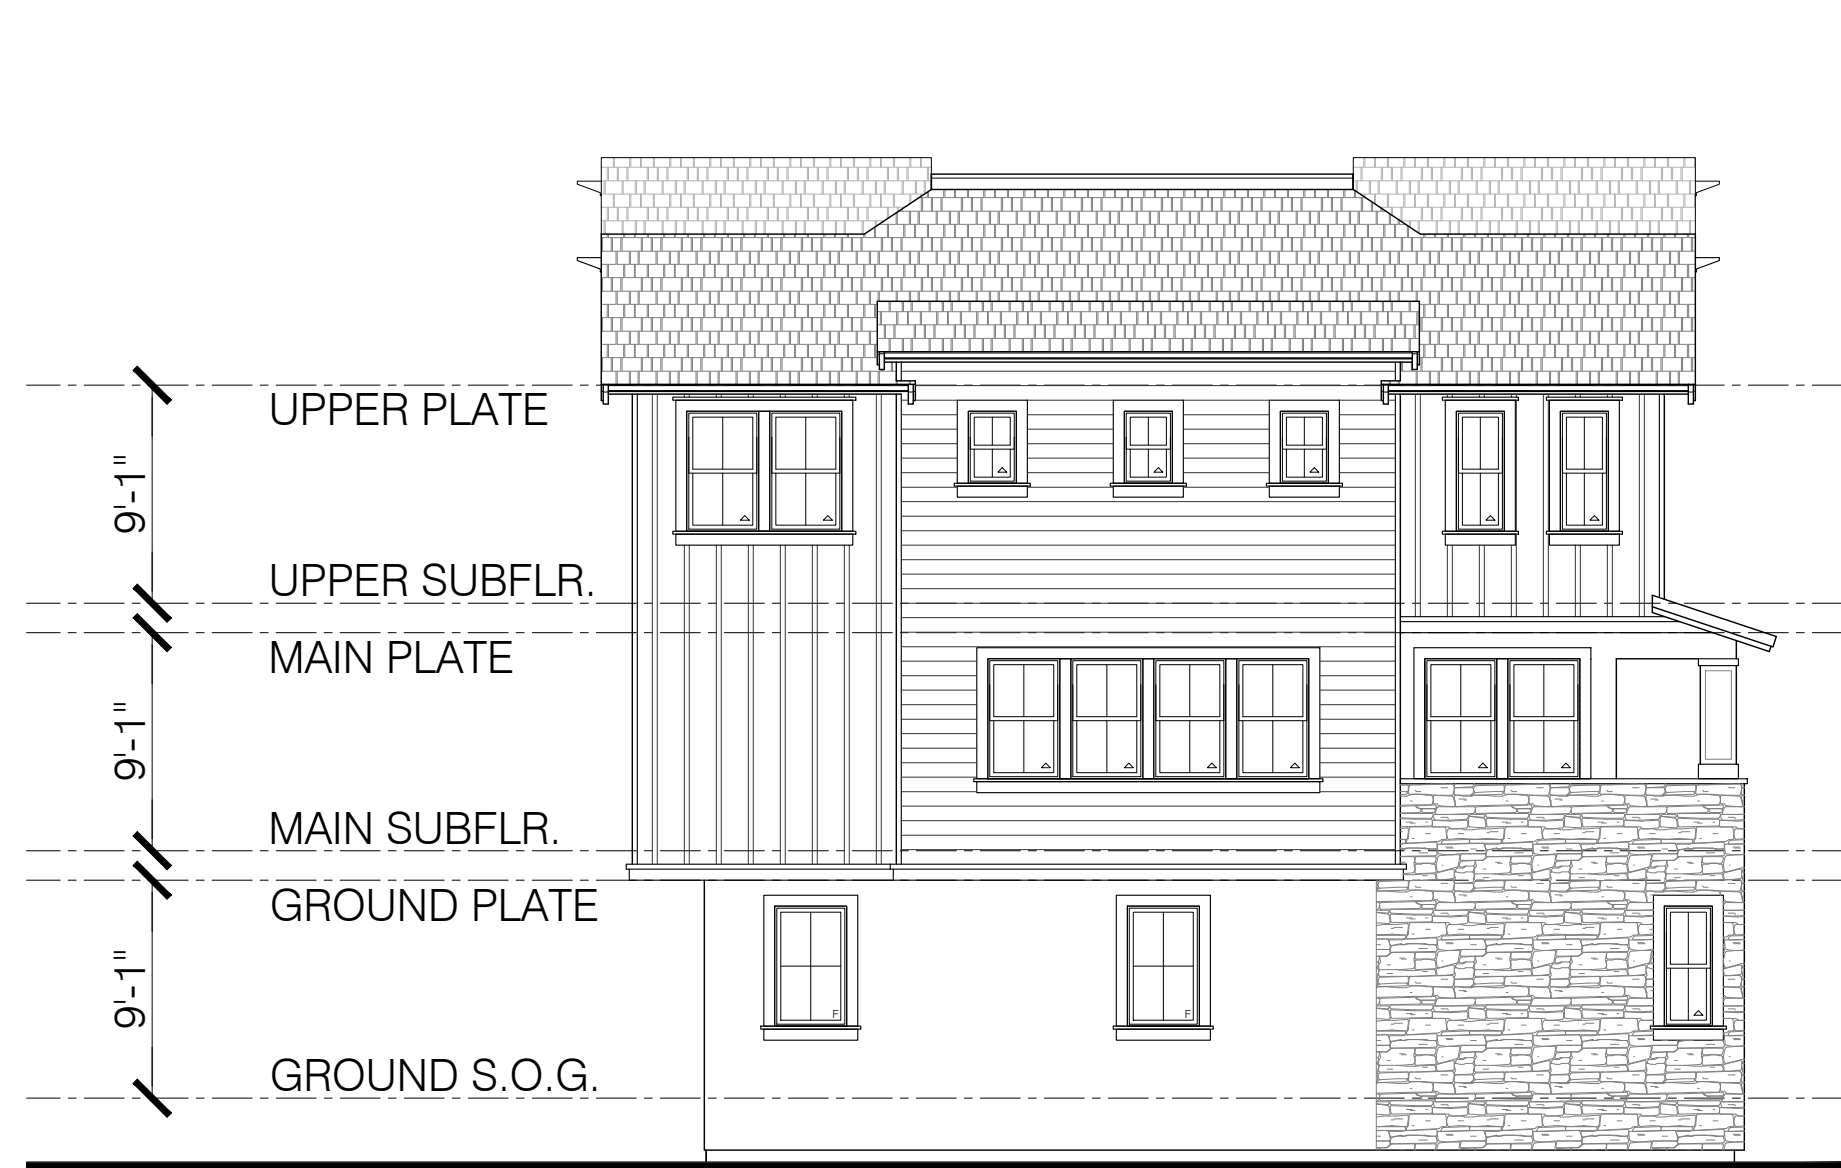 UPPER PLATE
9'-1"
UPPER SUBFLR.
MAIN PLATE
9'-1"
MAIN SUBFLR.
GROUND PLATE
9'-1"
F
F
GROUND S.O.G.